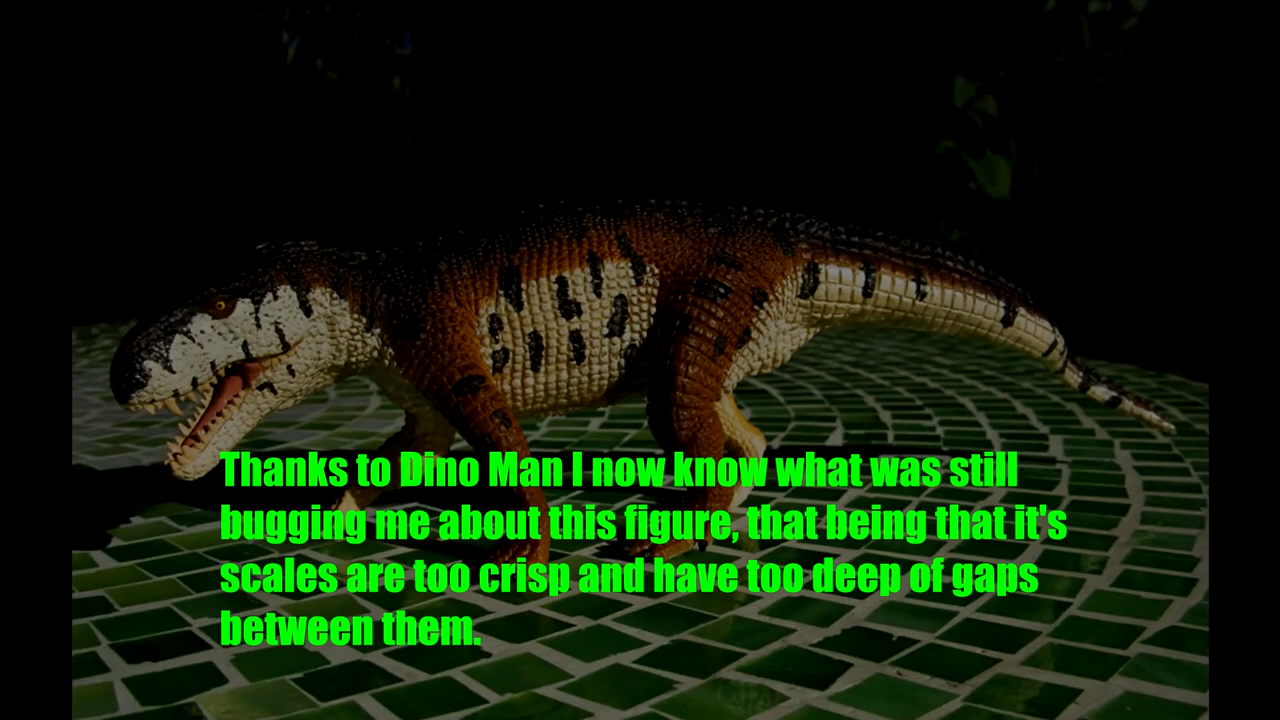 Thanks to Dino Man I now know what was still
bugging me about this figure, that being that it's
scales are too crisp and have too deep of gaps
between them.